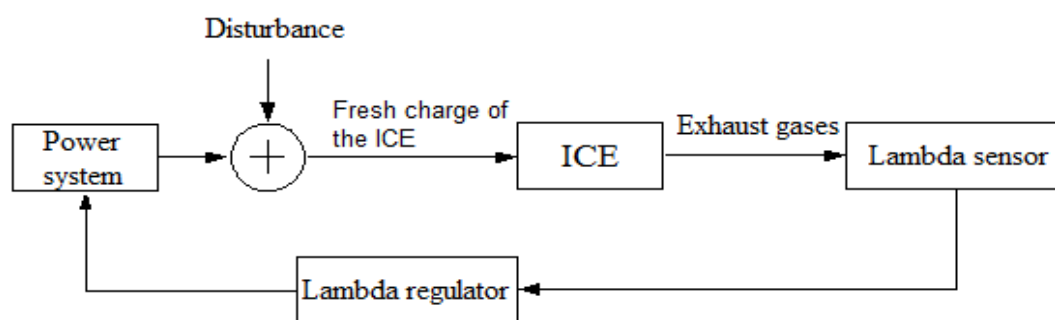 Disturbance
Fresh charge of
the ICE
Power
system
ICE
Exhaust gases
Lambda sensor
Lambda regulator